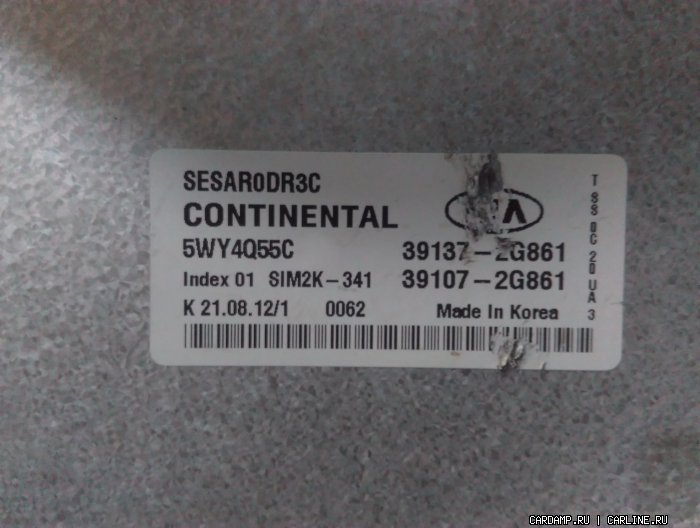 SESAR0DR3C
CONTINENTAL
5WY4Q55C 39137-2G861
Index 01 SIM2K-341 39107-2G861
K 21.08.12/1 0062 Made In Korea
CARDAMP.RU | CARLINE.RU